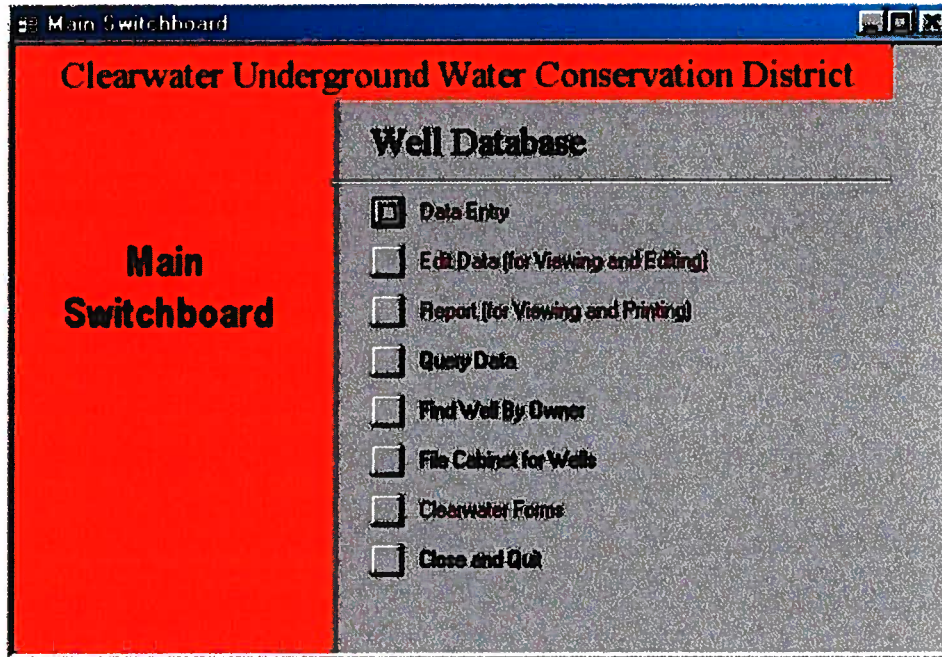 Main Switchboard
Clearwater Underground Water Conservation District
Well Database
Main
Switchboard
Data Entry
Edit Data (for Viewing and Editing)
Report (for Viewing and Printing)
Query Data
Find Well By Owner
File Cabinet for Wells
Clearwater Forms
Close and Quit